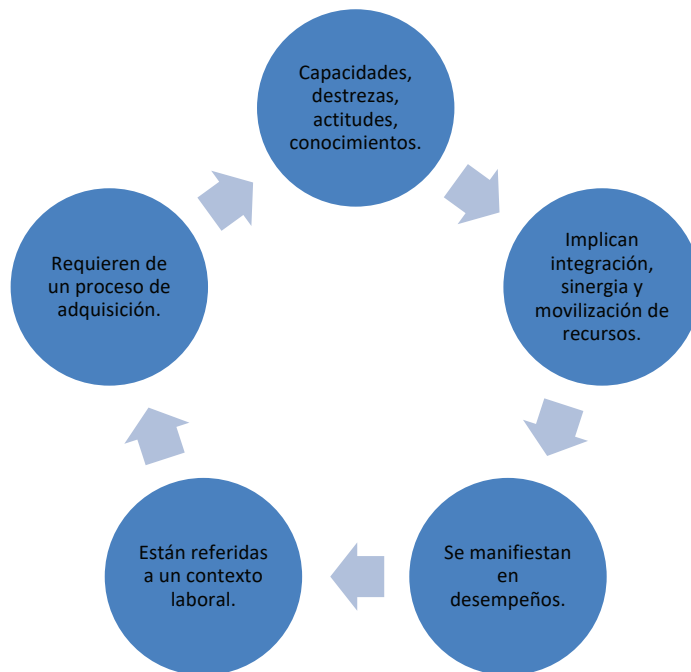 Capacidades,
destrezas,
actitudes,
conocimientos.
Implican
integración,
sinergia y
movilización de
recursos.
Se manifiestan
en
desempeños.
Están referidas
a un contexto
laboral.
Requieren de
un proceso de
adquisición.